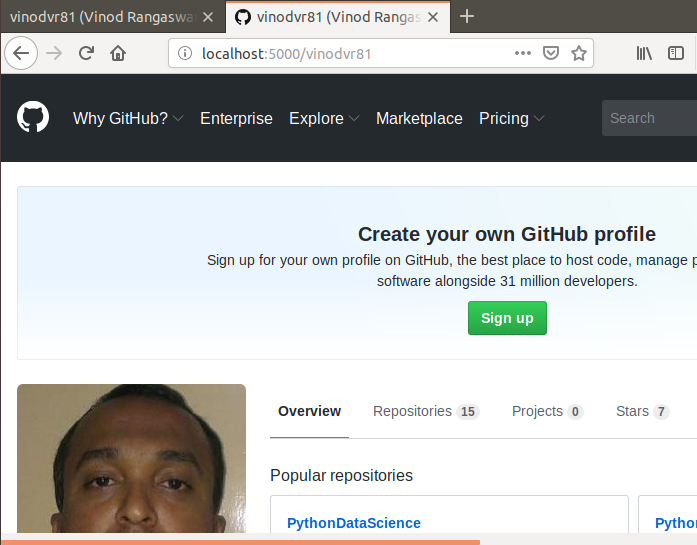 vinodvr81 (Vinod Rangaswa
vinodvr81 (Vinod Rangas
localhost:5000/vinodvr81
Why GitHub? Enterprise Explore Marketplace Pricing Search
Create your own GitHub profile
Sign up for your own profile on GitHub, the best place to host code, manage p
software alongside 31 million developers.
Sign up
Overview Repositories 15 Projects 0 Stars 7
Popular repositories
PythonDataScience Python